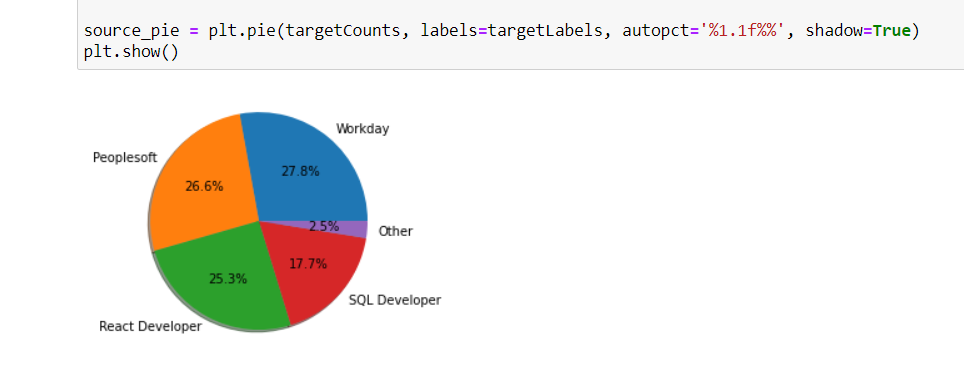 source_pie = plt.pie(targetCounts, labels=targetLabels, autopct='%1.1f%%', shadow=True)
plt.show()
Workday
Peoplesoft
27.8%
26.6%
2.5%
Other
17.7%
25.3%
SQL Developer
React Developer